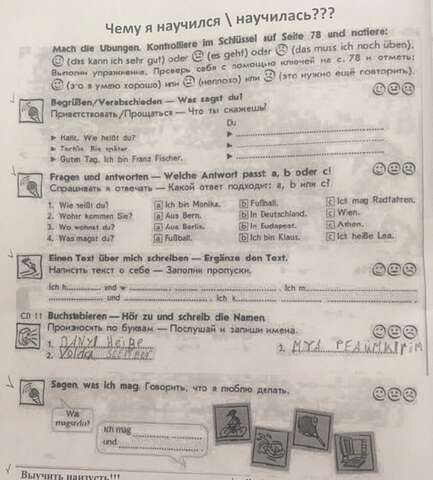 Чему я научился \ научилась???
Mach die Übungen. Kontrolliere im Schlüssel auf Seite 78 und notiere:
(das kann ich sehr gut) oder (es geht) oder (das muss ich noch üben).
Выполни упражнения. Проверь себя с помощью ключей на с. 78 и отметь:
(это я умею хорошо) или (неплохо) или (это нужно ещё повторить).
Begrüßen/Verabschieden – Was sagst du?
Приветствовать/Прощаться – Что ты скажешь?
Du
▶ Hallo. Wie heißt du? ▶
▶ Tschüs. Bis später. ▶
▶ Guten Tag. Ich bin Franz Fischer. ▶
Fragen und antworten – Welche Antwort passt a, b oder c?
Спрашивать и отвечать – Какой ответ подходит: a, b или c?
1. Wie heißt du? a Ich bin Monika. b Fußball. c Ich mag Radfahren.
2. Woher kommen Sie? a Aus Bern. b In Deutschland. c Wien.
3. Wo wohnst du? a Aus Berlin. b In Budapest. c Athen.
4. Was magst du? a Fußball. b Ich bin Klaus. c Ich heiße Lea.
Einen Text über mich schreiben – Ergänze den Text.
Написать текст о себе – Заполни пропуски.
Ich h und w . Ich m
und . Ich k
CD 11 Buchstabieren – Hör zu und schreib die Namen.
Произносить по буквам – Послушай и запиши имена.
1. 3.
2.
Sagen, was ich mag. Говорить, что я люблю делать.
Was
magst du?
Ich mag
und .
Выучить наизусть!!!